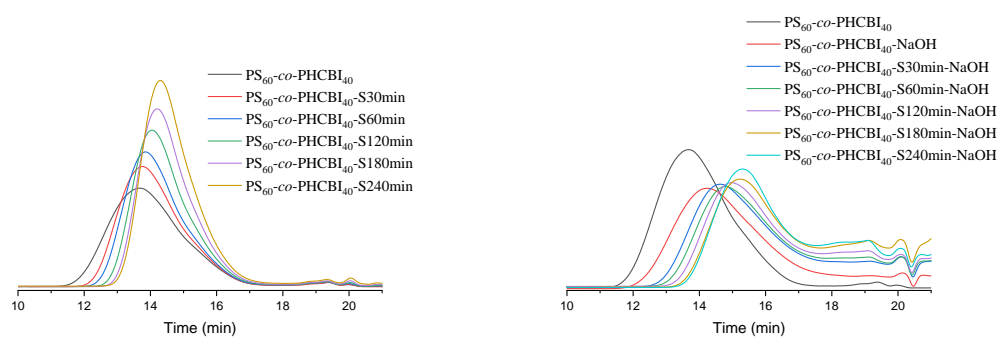 PS₆₀-co-PHCBI₄₀
PS₆₀-co-PHCBI₄₀-S30min
PS₆₀-co-PHCBI₄₀-S60min
PS₆₀-co-PHCBI₄₀-S120min
PS₆₀-co-PHCBI₄₀-S180min
PS₆₀-co-PHCBI₄₀-S240min
10 12 14 16 18 20
Time (min)
PS₆₀-co-PHCBI₄₀
PS₆₀-co-PHCBI₄₀-NaOH
PS₆₀-co-PHCBI₄₀-S30min-NaOH
PS₆₀-co-PHCBI₄₀-S60min-NaOH
PS₆₀-co-PHCBI₄₀-S120min-NaOH
PS₆₀-co-PHCBI₄₀-S180min-NaOH
PS₆₀-co-PHCBI₄₀-S240min-NaOH
10 12 14 16 18 20
Time (min)